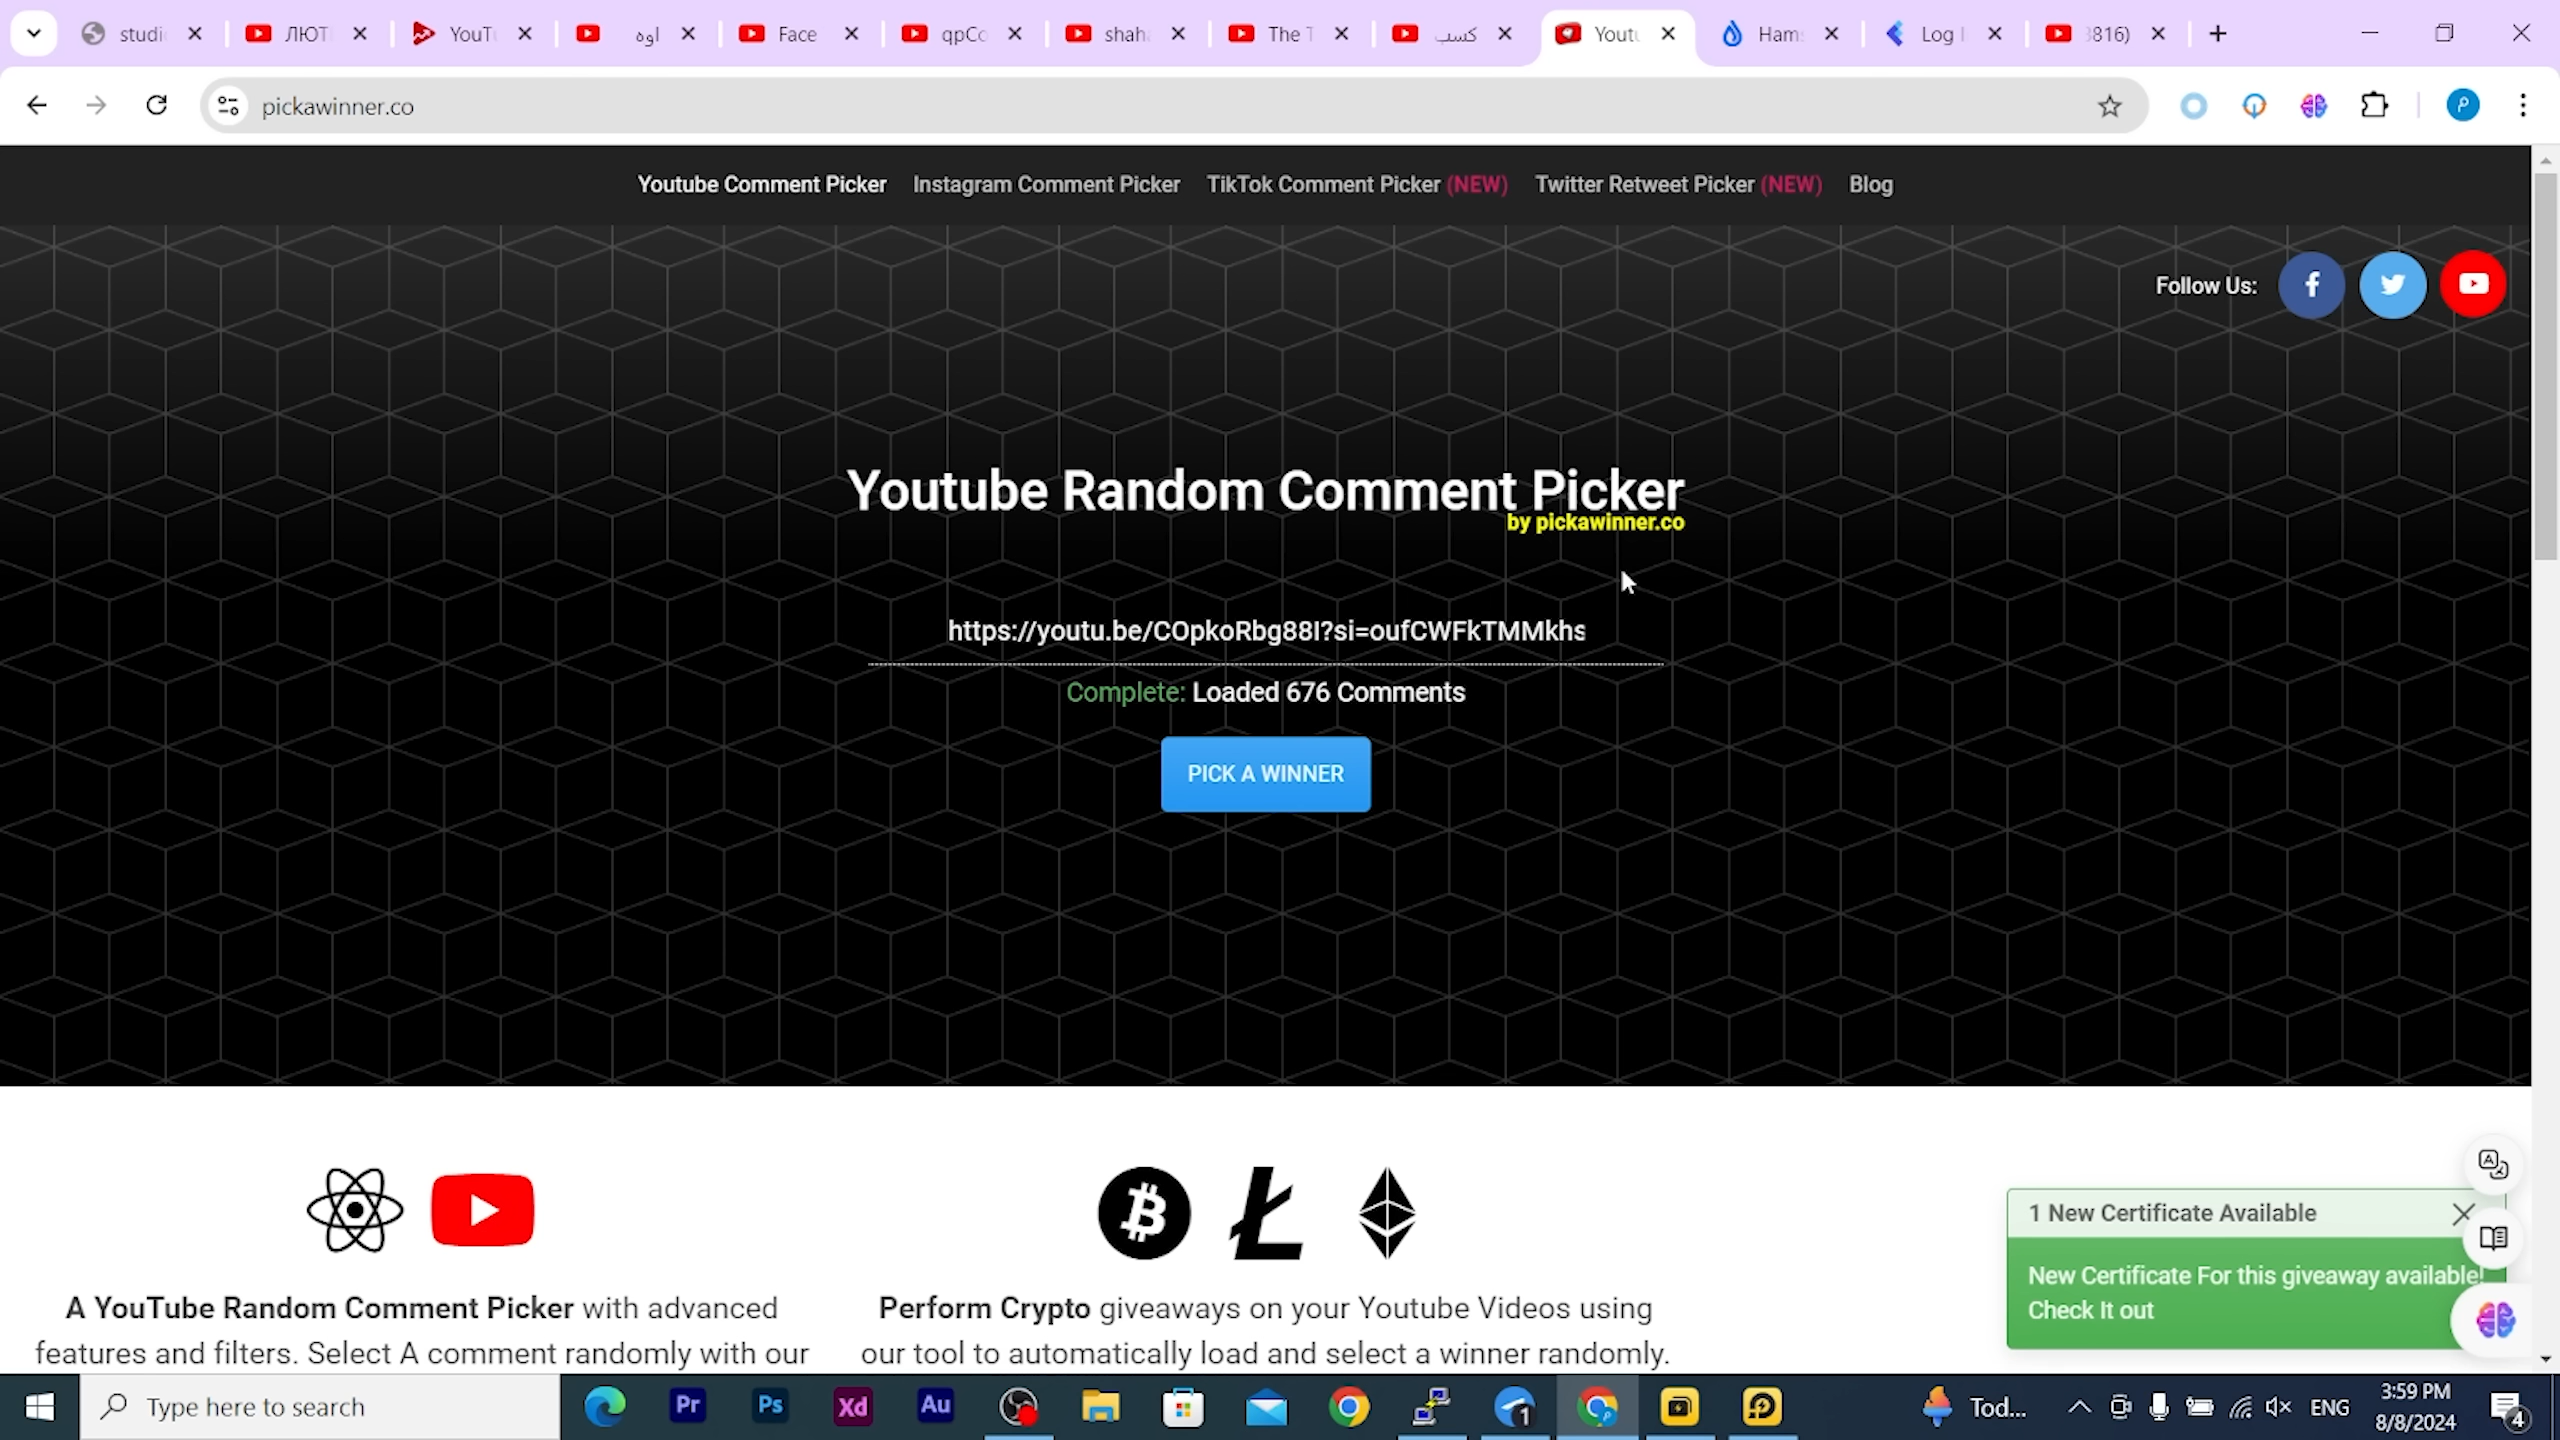 studi
ЛЮТ
YouTu
اوه
Face
qpCo
shaha
The T
کسب
Youtu
Ham
Log I
816)
pickawinner.co
Youtube Comment Picker Instagram Comment Picker TikTok Comment Picker (NEW) Twitter Retweet Picker (NEW) Blog
Follow Us:
Youtube Random Comment Picker
by pickawinner.co
https://youtu.be/COpkoRbg88I?si=oufCWFkTMMkhs
Complete: Loaded 676 Comments
PICK A WINNER
A YouTube Random Comment Picker with advanced
features and filters. Select A comment randomly with our
Perform Crypto giveaways on your Youtube Videos using
our tool to automatically load and select a winner randomly.
1 New Certificate Available
New Certificate For this giveaway available!
Check It out
Type here to search
Pr
Ps
Xd
Au
1
Tod...
ENG
3:59 PM
8/8/2024
4